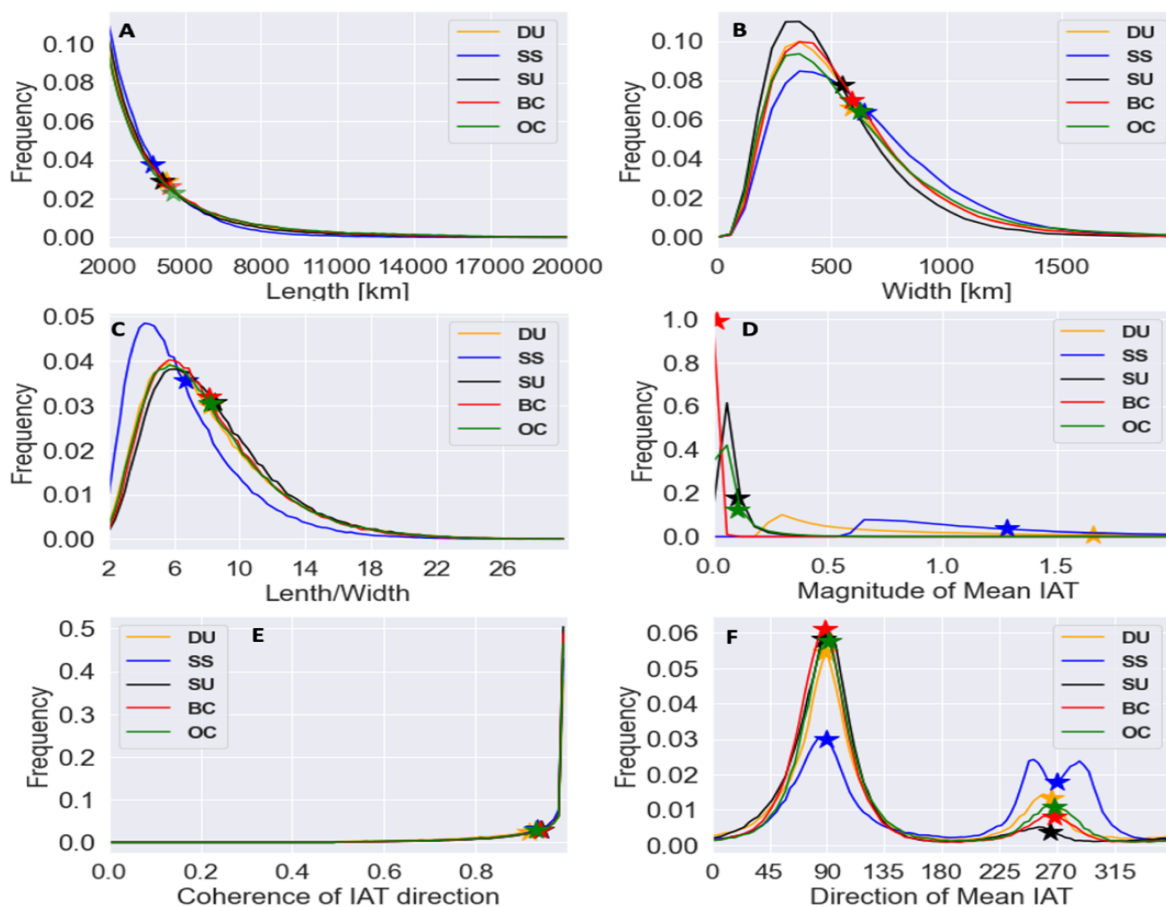 A
DU
SS
SU
BC
OC
Frequency
0.10
0.08
0.06
0.04
0.02
0.00
2000 5000 8000 11000 14000 17000 20000
Length [km]
B
DU
SS
SU
BC
OC
Frequency
0.10
0.08
0.06
0.04
0.02
0.00
0 500 1000 1500
Width [km]
C
DU
SS
SU
BC
OC
Frequency
0.05
0.04
0.03
0.02
0.01
0.00
2 6 10 14 18 22 26
Lenth/Width
D
DU
SS
SU
BC
OC
Frequency
1.0
0.8
0.6
0.4
0.2
0.0
0.0 0.5 1.0 1.5
Magnitude of Mean IAT
E
DU
SS
SU
BC
OC
Frequency
0.5
0.4
0.3
0.2
0.1
0.0
0.0 0.2 0.4 0.6 0.8
Coherence of IAT direction
F
DU
SS
SU
BC
OC
Frequency
0.06
0.05
0.04
0.03
0.02
0.01
0.00
0 45 90 135 180 225 270 315
Direction of Mean IAT